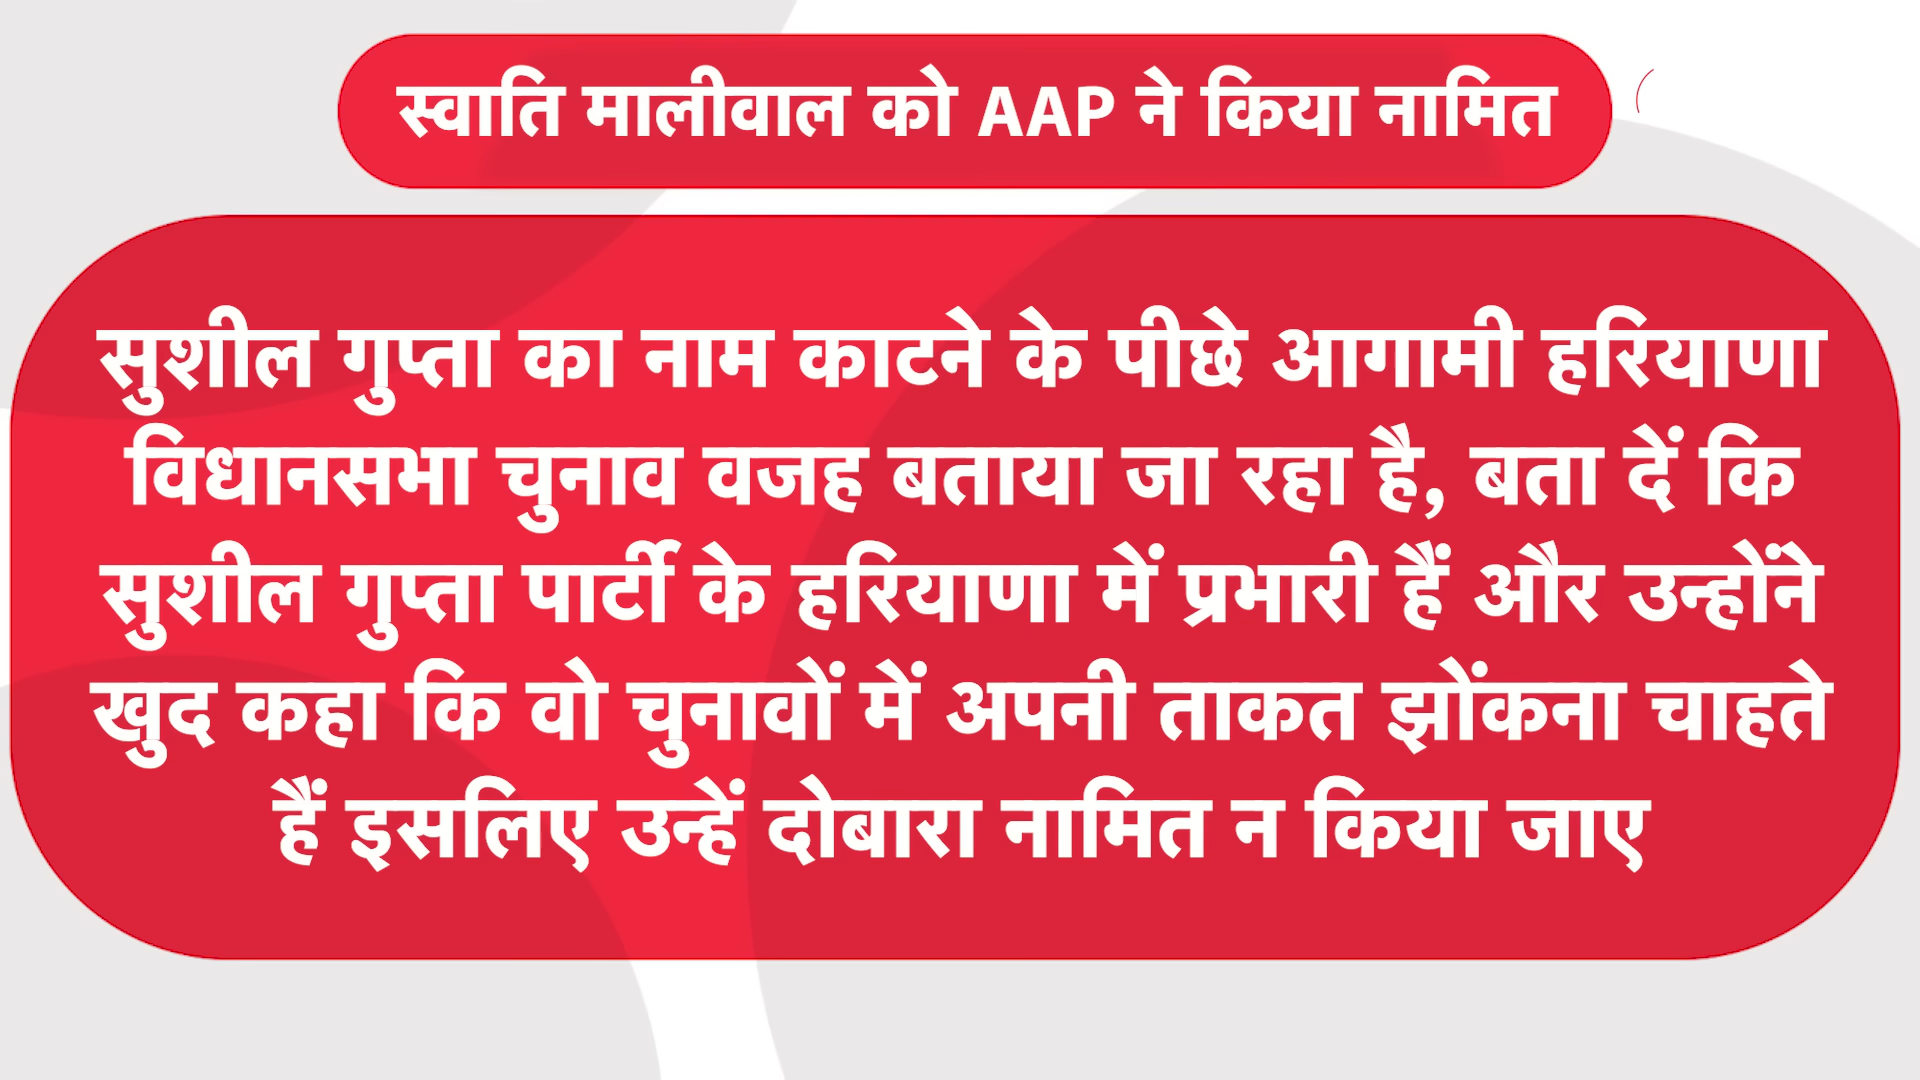 स्वाति मालीवाल को AAP ने किया नामित
सुशील गुप्ता का नाम काटने के पीछे आगामी हरियाणा
विधानसभा चुनाव वजह बताया जा रहा है, बता दें कि
सुशील गुप्ता पार्टी के हरियाणा में प्रभारी हैं और उन्होंने
खुद कहा कि वो चुनावों में अपनी ताकत झोंकना चाहते
हैं इसलिए उन्हें दोबारा नामित न किया जाए